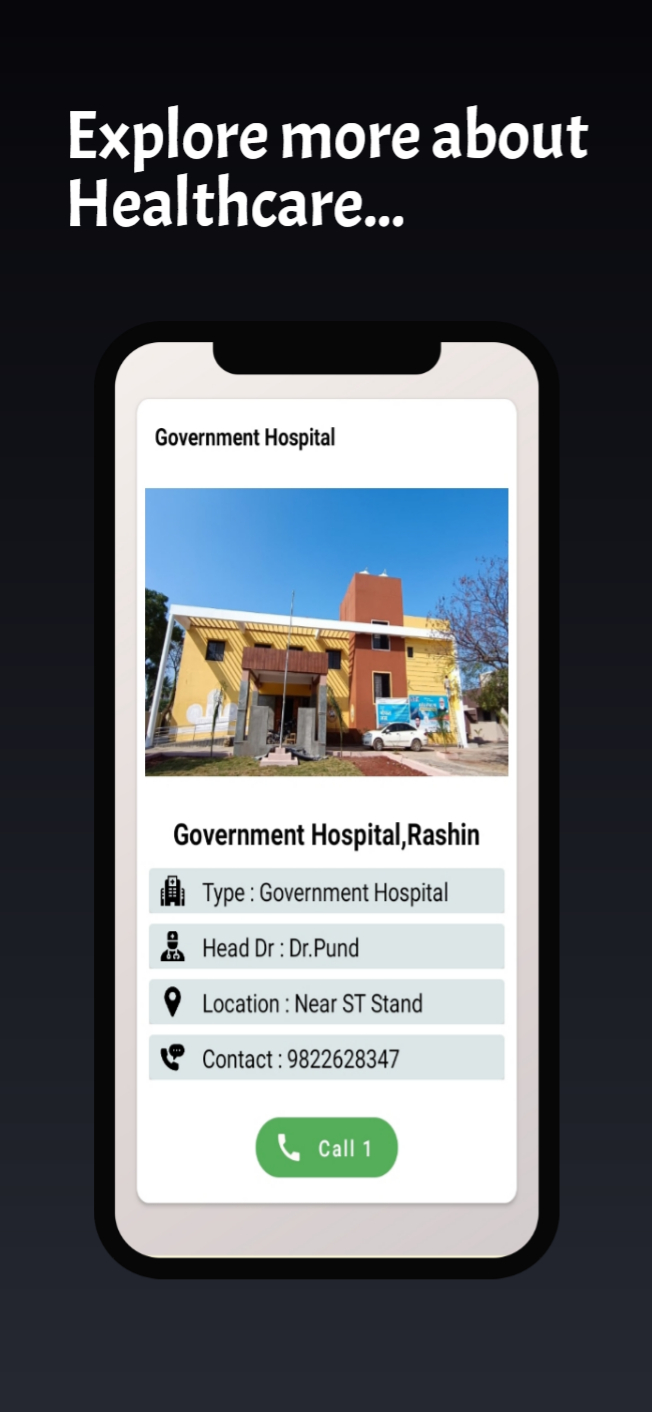 Explore more about
Healthcare...
Government Hospital
Government Hospital,Rashin
Type : Government Hospital
Head Dr : Dr.Pund
Location : Near ST Stand
Contact : 9822628347
Call 1